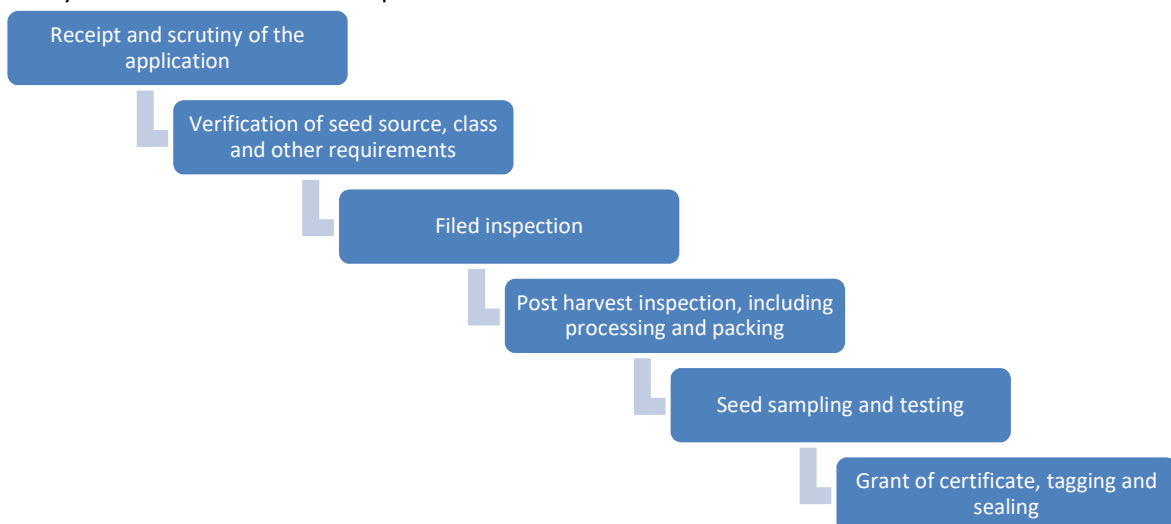 Receipt and scrutiny of the
application
Verification of seed source, class
and other requirements
Filed inspection
Post harvest inspection, including
processing and packing
Seed sampling and testing
Grant of certificate, tagging and
sealing